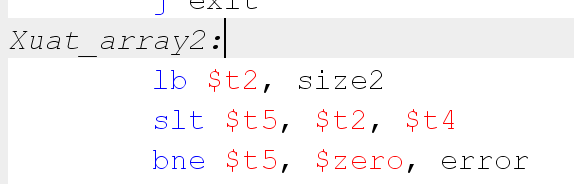 j exit
Xuat_array2:
lb $t2, size2
slt $t5, $t2, $t4
bne $t5, $zero, error